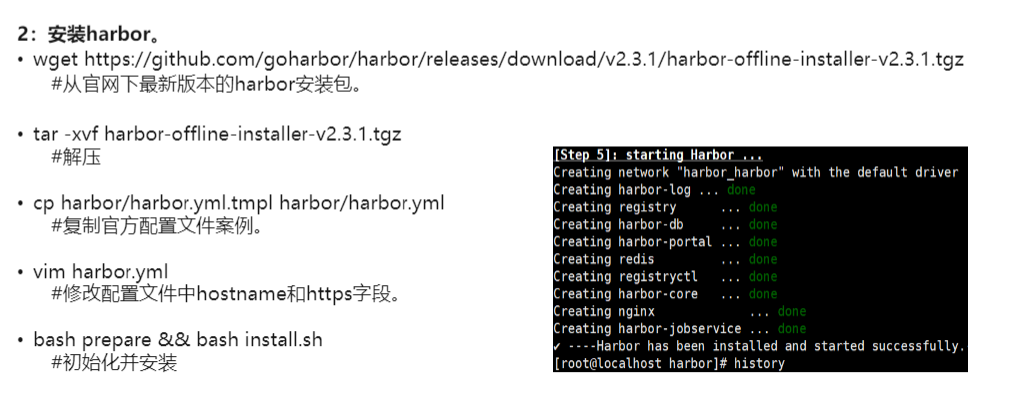 2：安装harbor。
• wget https://github.com/goharbor/harbor/releases/download/v2.3.1/harbor-offline-installer-v2.3.1.tgz
#从官网下最新版本的harbor安装包。
• tar -xvf harbor-offline-installer-v2.3.1.tgz
#解压
• cp harbor/harbor.yml.tmpl harbor/harbor.yml
#复制官方配置文件案例。
• vim harbor.yml
#修改配置文件中hostname和https字段。
• bash prepare && bash install.sh
#初始化并安装
[Step 5]: starting Harbor ...
Creating network "harbor_harbor" with the default driver
Creating harbor-log ... done
Creating registry ... done
Creating harbor-db ... done
Creating harbor-portal ... done
Creating redis ... done
Creating registryctl ... done
Creating harbor-core ... done
Creating nginx ... done
Creating harbor-jobservice ... done
✔ ----Harbor has been installed and started successfully.
[root@localhost harbor]# history